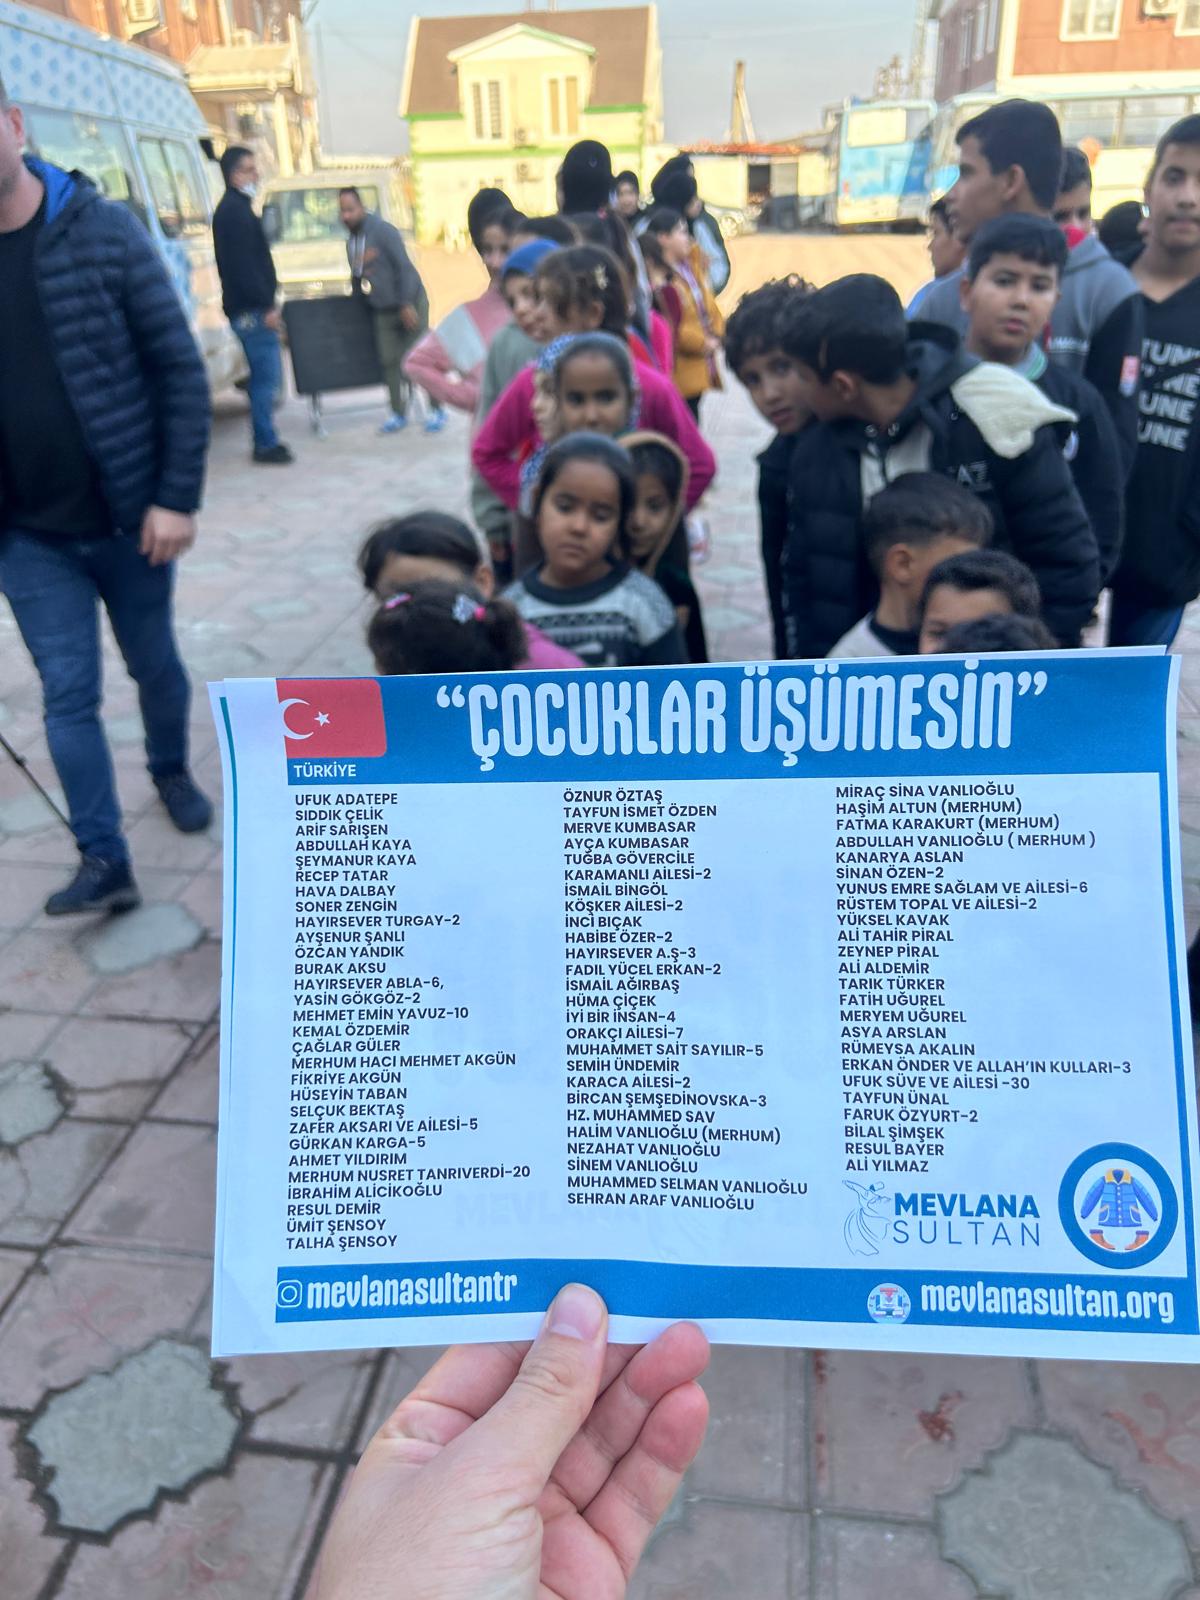 "ÇOCUKLAR ÜŞÜMESİN"
TÜRKİYE
UFUK ADATEPE
SIDDIK ÇELİK
ARİF SARIŞEN
ABDULLAH KAYA
ŞEYMANUR KAYA
RECEP TATAR
HAVA DALBAY
SONER ZENGİN
HAYIRSEVER TURGAY-2
AYŞENUR ŞANLI
ÖZCAN YANDIK
BURAK AKSU
HAYIRSEVER ABLA-6,
YASİN GÖKGÖZ-2
MEHMET EMİN YAVUZ-10
KEMAL ÖZDEMİR
ÇAĞLAR GÜLER
MERHUM HACI MEHMET AKGÜN
FİKRİYE AKGÜN
HÜSEYİN TABAN
SELÇUK BEKTAŞ
ZAFER AKSARI VE AİLESİ-5
GÜRKAN KARGA-5
AHMET YILDIRIM
MERHUM NUSRET TANRIVERDİ-20
İBRAHİM ALİCİKOĞLU
RESUL DEMİR
ÜMİT ŞENSOY
TALHA ŞENSOY
ÖZNUR ÖZTAŞ
TAYFUN İSMET ÖZDEN
MERVE KUMBASAR
AYÇA KUMBASAR
TUĞBA GÖVERCİLE
KARAMANLI AİLESİ-2
İSMAİL BİNGÖL
KÖŞKER AİLESİ-2
İNCİ BIÇAK
HABİBE ÖZER-2
HAYIRSEVER A.Ş-3
FADIL YÜCEL ERKAN-2
İSMAİL AĞIRBAŞ
HÜMA ÇİÇEK
İYİ BİR İNSAN-4
ORAKÇI AİLESİ-7
MUHAMMET SAİT SAYILIR-5
SEMİH ÜNDEMİR
KARACA AİLESİ-2
BİRCAN ŞEMŞEDİNOVSKA-3
HZ. MUHAMMED SAV
HALİM VANLIOĞLU (MERHUM)
NEZAHAT VANLIOĞLU
SİNEM VANLIOĞLU
MUHAMMED SELMAN VANLIOĞLU
SEHRAN ARAF VANLIOĞLU
MİRAÇ SİNA VANLIOĞLU
HAŞİM ALTUN (MERHUM)
FATMA KARAKURT (MERHUM)
ABDULLAH VANLIOĞLU ( MERHUM )
KANARYA ASLAN
SİNAN ÖZEN-2
YUNUS EMRE SAĞLAM VE AİLESİ-6
RÜSTEM TOPAL VE AİLESİ-2
YÜKSEL KAVAK
ALİ TAHİR PİRAL
ZEYNEP PİRAL
ALİ ALDEMİR
TARIK TÜRKER
FATİH UĞUREL
MERYEM UĞUREL
ASYA ARSLAN
RÜMEYSA AKALIN
ERKAN ÖNDER VE ALLAH'IN KULLARI-3
UFUK SÜVE VE AİLESİ -30
TAYFUN ÜNAL
FARUK ÖZYURT-2
BİLAL ŞİMŞEK
RESUL BAYER
ALİ YILMAZ
MEVLANA
SULTAN
mevlanasultantr
mevlanasultan.org